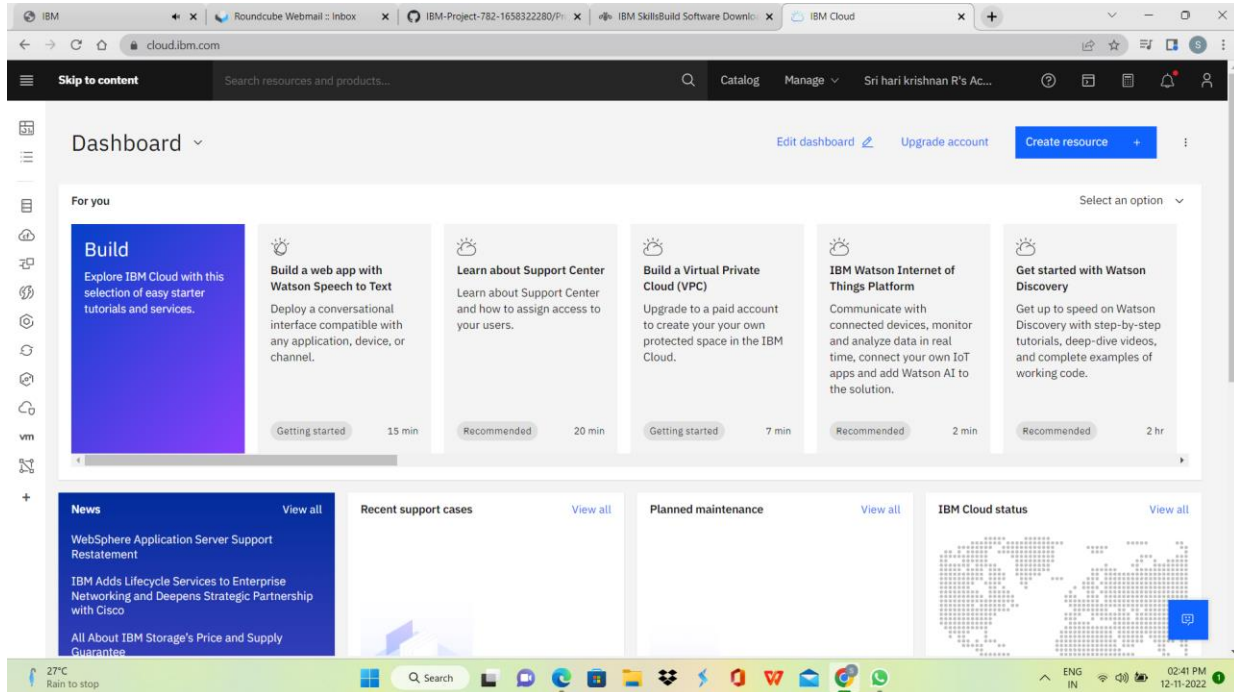 IBM
Roundcube Webmail :: Inbox
IBM-Project-782-1658322280/Pr
IBM SkillsBuild Software Downlo
IBM Cloud
cloud.ibm.com
S
Skip to content
Search resources and products...
Catalog
Manage
Sri hari krishnan R's Ac...
Dashboard
Edit dashboard
Upgrade account
Create resource +
For you
Select an option
Build
Explore IBM Cloud with this
selection of easy starter
tutorials and services.
Build a web app with
Watson Speech to Text
Deploy a conversational
interface compatible with
any application, device, or
channel.
Getting started 15 min
Learn about Support Center
Learn about Support Center
and how to assign access to
your users.
Recommended 20 min
Build a Virtual Private
Cloud (VPC)
Upgrade to a paid account
to create your your own
protected space in the IBM
Cloud.
Getting started 7 min
IBM Watson Internet of
Things Platform
Communicate with
connected devices, monitor
and analyze data in real
time, connect your own IoT
apps and add Watson AI to
the solution.
Recommended 2 min
Get started with Watson
Discovery
Get up to speed on Watson
Discovery with step-by-step
tutorials, deep-dive videos,
and complete examples of
working code.
Recommended 2 hr
vm
News View all
WebSphere Application Server Support
Restatement
IBM Adds Lifecycle Services to Enterprise
Networking and Deepens Strategic Partnership
with Cisco
All About IBM Storage's Price and Supply
Guarantee
Recent support cases View all
Planned maintenance View all
IBM Cloud status View all
27°C
Rain to stop
Search
ENG
IN
02:41 PM
12-11-2022
1